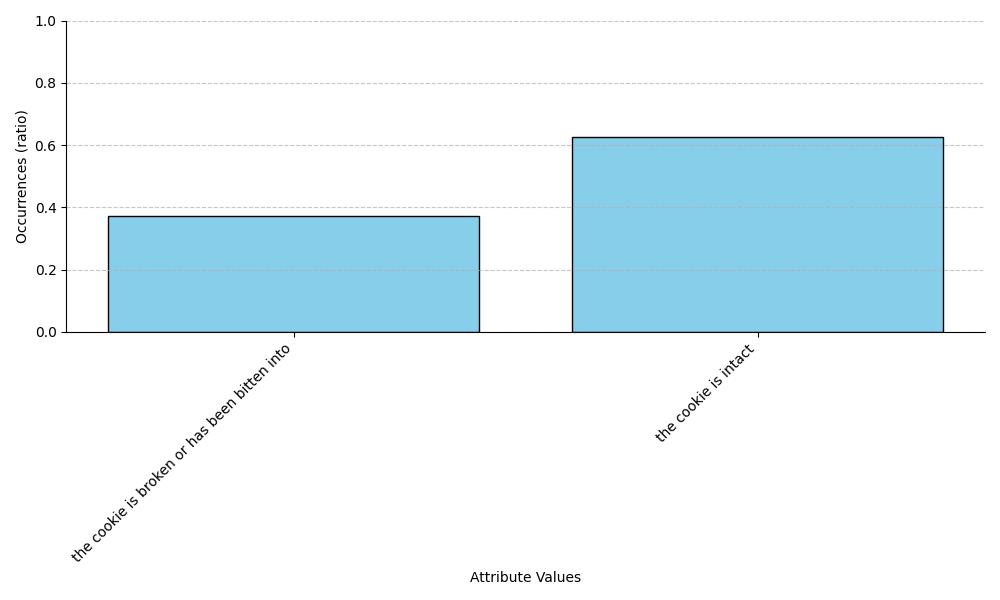 1.0
0.8
0.6
0.4
0.2
0.0
Occurrences (ratio)
the cookie is broken or has been bitten into
the cookie is intact
Attribute Values